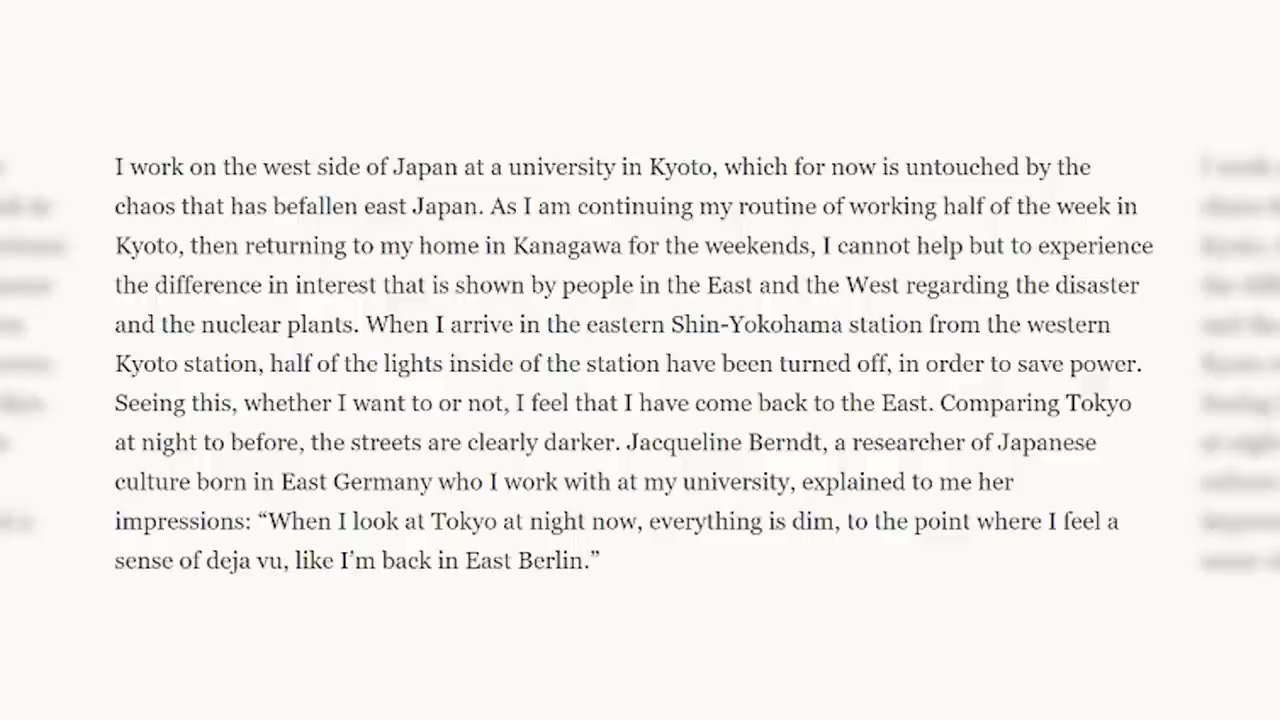 I work on the west side of Japan at a university in Kyoto, which for now is untouched by the
chaos that has befallen east Japan. As I am continuing my routine of working half of the week in
Kyoto, then returning to my home in Kanagawa for the weekends, I cannot help but to experience
the difference in interest that is shown by people in the East and the West regarding the disaster
and the nuclear plants. When I arrive in the eastern Shin-Yokohama station from the western
Kyoto station, half of the lights inside of the station have been turned off, in order to save power.
Seeing this, whether I want to or not, I feel that I have come back to the East. Comparing Tokyo
at night to before, the streets are clearly darker. Jacqueline Berndt, a researcher of Japanese
culture born in East Germany who I work with at my university, explained to me her
impressions: “When I look at Tokyo at night now, everything is dim, to the point where I feel a
sense of deja vu, like I’m back in East Berlin.”